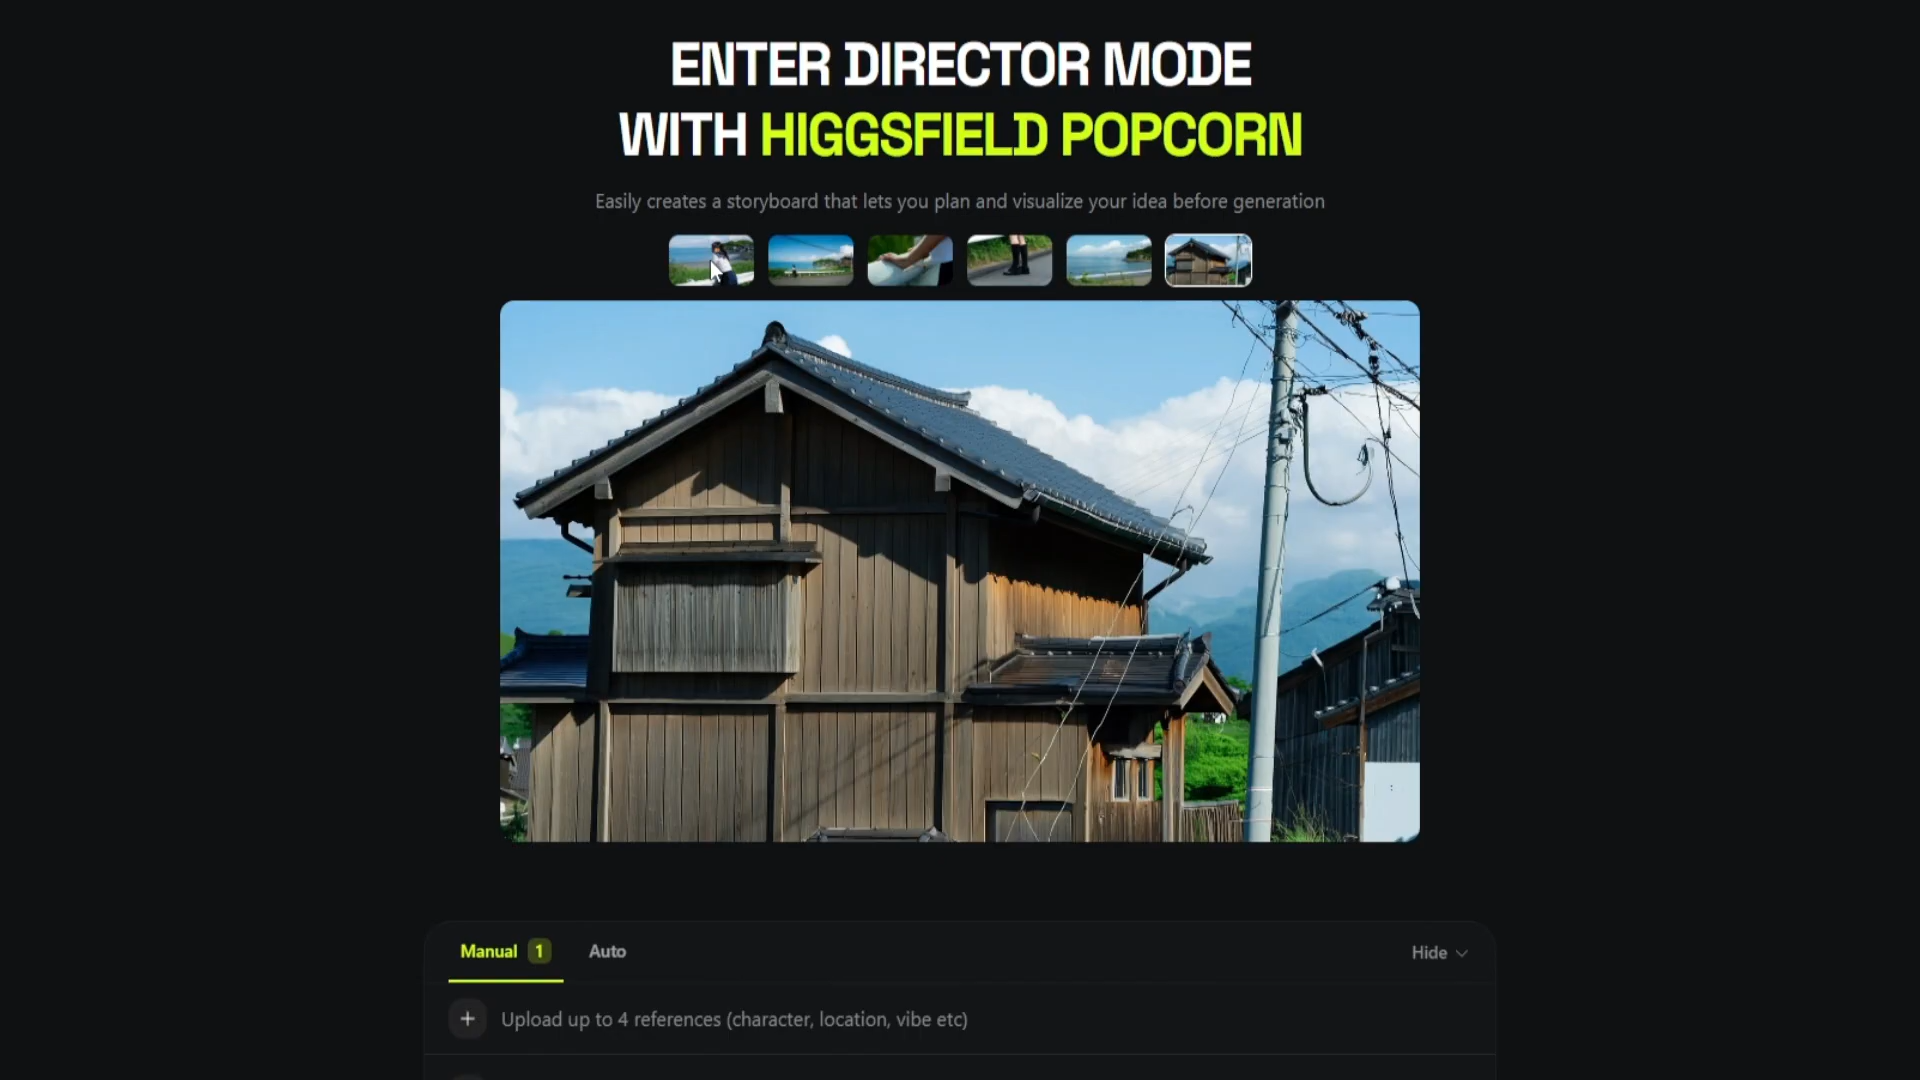 ENTER DIRECTOR MODE
WITH HIGGSFIELD POPCORN
Easily creates a storyboard that lets you plan and visualize your idea before generation
Manual 1 Auto Hide
Upload up to 4 references (character, location, vibe etc)